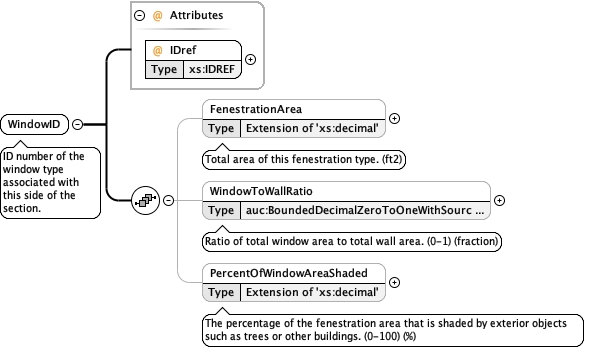 @ Attributes
@ IDref
Type xs:IDREF
WindowID
ID number of the
window type
associated with
this side of the
section.
FenestrationArea
Type Extension of 'xs:decimal'
Total area of this fenestration type. (ft2)
WindowToWallRatio
Type auc:BoundedDecimalZeroToOneWithSourc ...
Ratio of total window area to total wall area. (0-1) (fraction)
PercentOfWindowAreaShaded
Type Extension of 'xs:decimal'
The percentage of the fenestration area that is shaded by exterior objects
such as trees or other buildings. (0-100) (%)